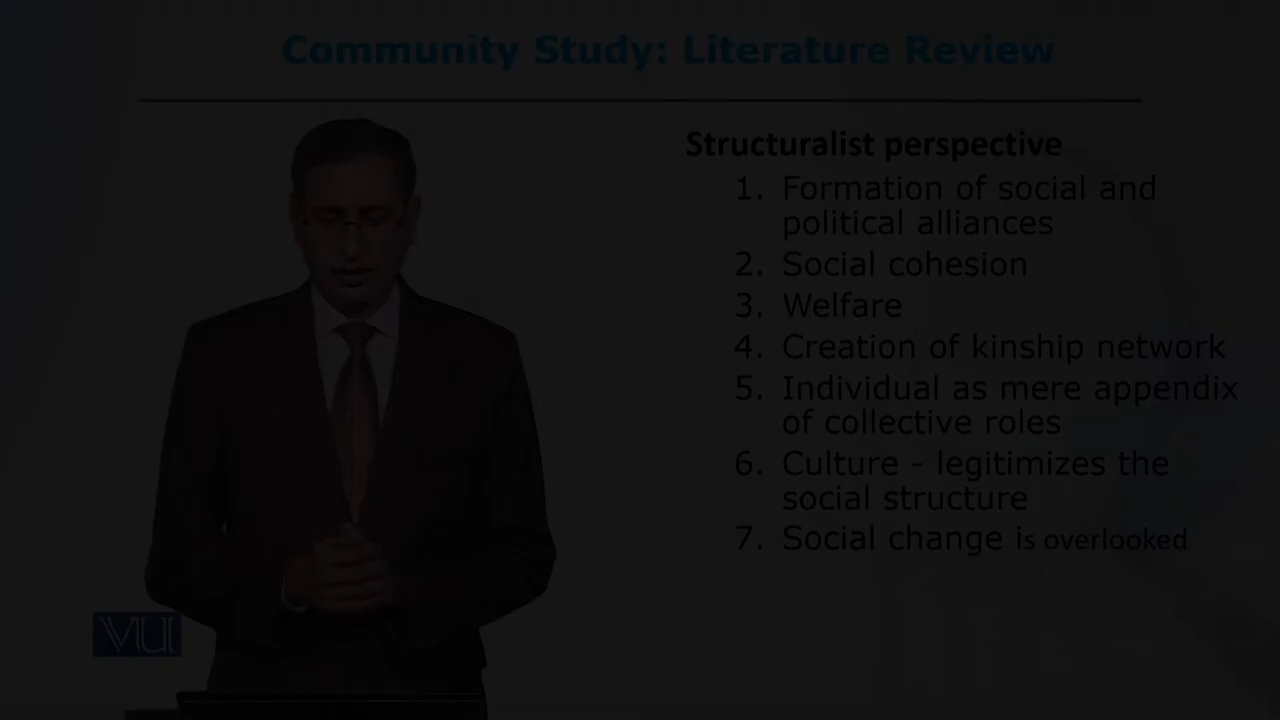 Community Study: Literature Review
Structuralist perspective
1. Formation of social and
political alliances
2. Social cohesion
3. Welfare
4. Creation of kinship network
5. Individual as mere appendix
of collective roles
6. Culture - legitimizes the
social structure
7. Social change is overlooked
VU